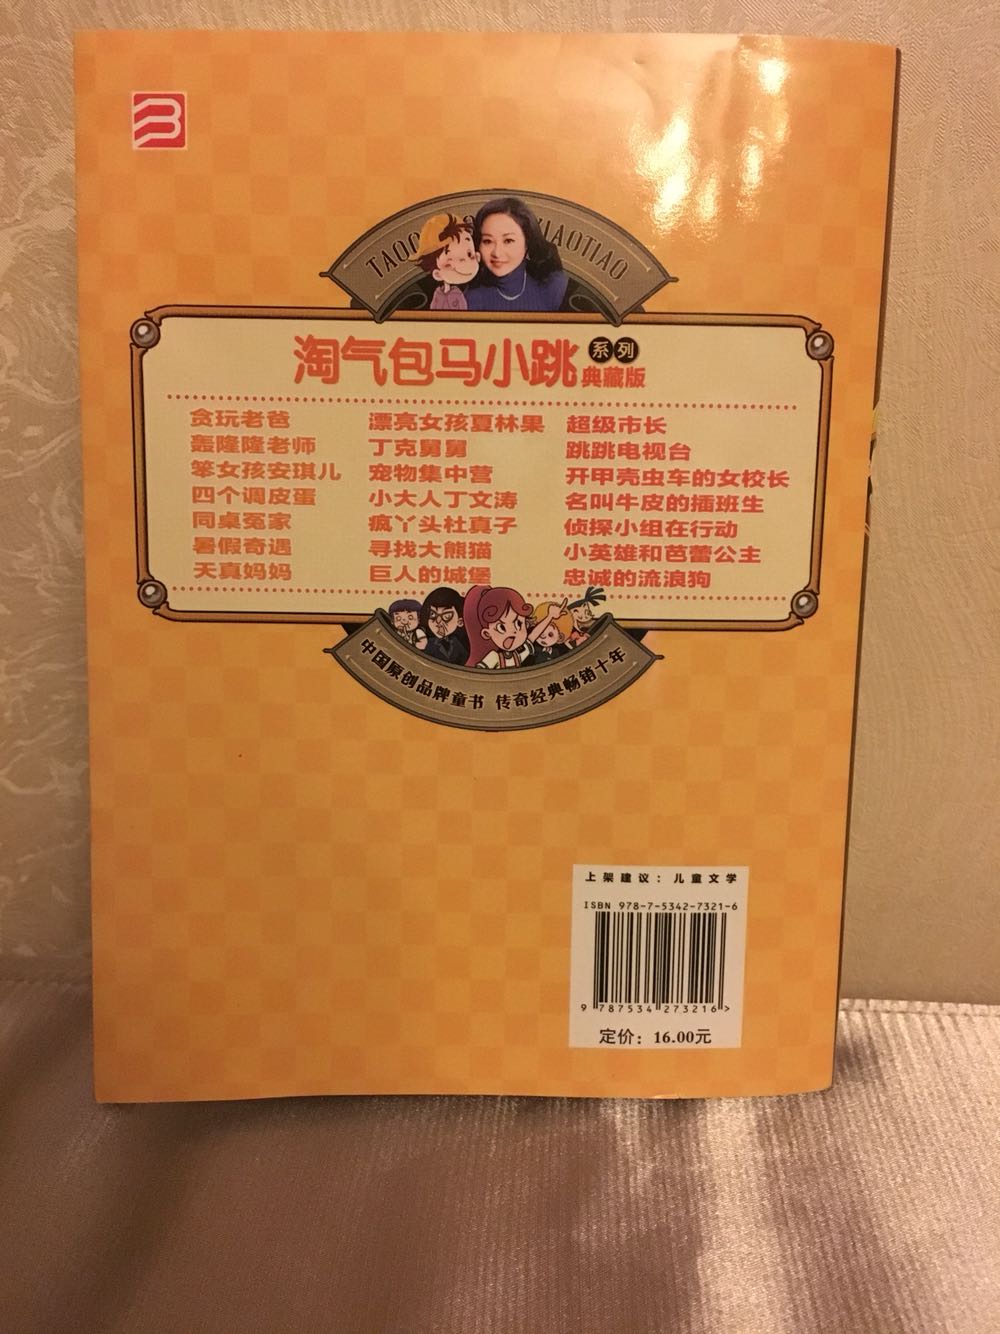 TAOQ XIAOTIAO
淘气包马小跳 系列
典藏版
贪玩老爸
轰隆隆老师
笨女孩安琪儿
四个调皮蛋
同桌冤家
暑假奇遇
天真妈妈
漂亮女孩夏林果
丁克舅舅
宠物集中营
小大人丁文涛
疯丫头杜真子
寻找大熊猫
巨人的城堡
超级市长
跳跳电视台
开甲壳虫车的女校长
名叫牛皮的插班生
侦探小组在行动
小英雄和芭蕾公主
忠诚的流浪狗
中国原创品牌童书 传奇经典畅销十年
上架建议：儿童文学
ISBN 978-7-5342-7321-6
9 787534 273216 >
定价：16.00元